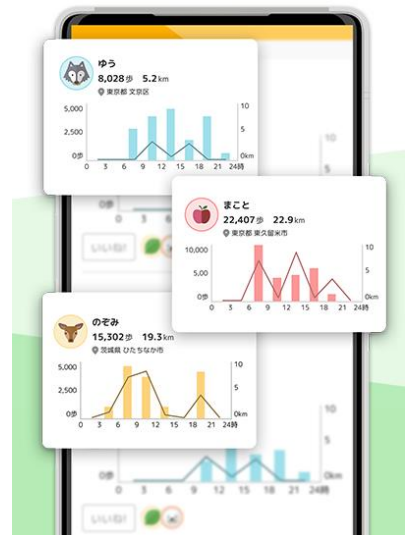 ゆう
8,028歩 5.2km
東京都 文京区
5,000 10
2,500 5
0歩 0km
0 3 6 9 12 15 18 21 24時
まこと
22,407歩 22.9km
東京都 東久留米市
10,000 10
5,00 5
0歩 0km
0 3 6 9 12 15 18 21 24時
のぞみ
15,302歩 19.3km
茨城県 ひたちなか市
5,000 10
2,500 5
0歩 0km
0 3 6 9 12 15 18 21 24時
10
5
0歩 0km
0 3 6 9 12 15 18 21 24時
いいね!